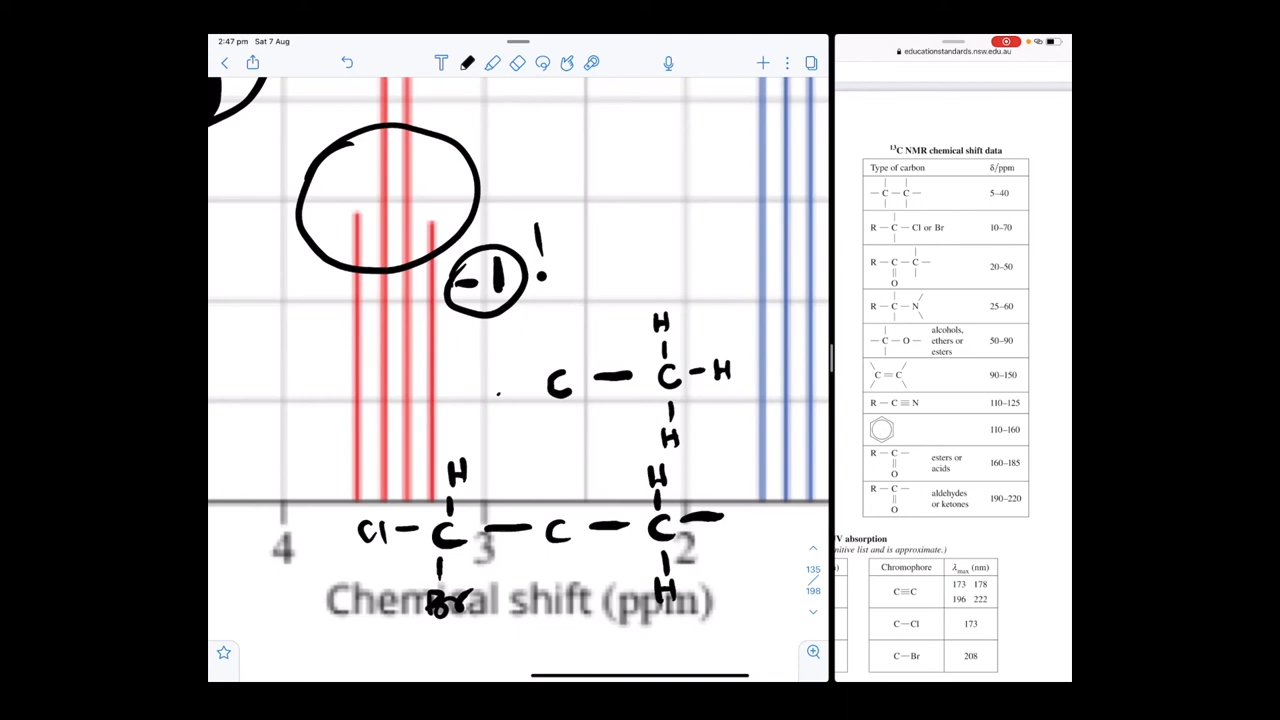 2:47 pm Sat 7 Aug
educationstandards.nsw.edu.au
T
-1 !
H
C — C - H
H
H H
Cl - C — C — C —
Br H
4 3 2
Chemical shift (ppm)
135
198
¹³C NMR chemical shift data
Type of carbon δ/ppm
— C — C — 5–40
R — C — Cl or Br 10–70
R — C — C — 20–50
O
R — C — N 25–60
— C — O — alcohols, ethers or esters 50–90
C = C 90–150
R — C ≡ N 110–125
110–160
R — C — esters or acids 160–185
O
R — C — aldehydes or ketones 190–220
O
V absorption
nitive list and is approximate.)
Chromophore λmax (nm)
C=C 173 178
196 222
C—Cl 173
C—Br 208